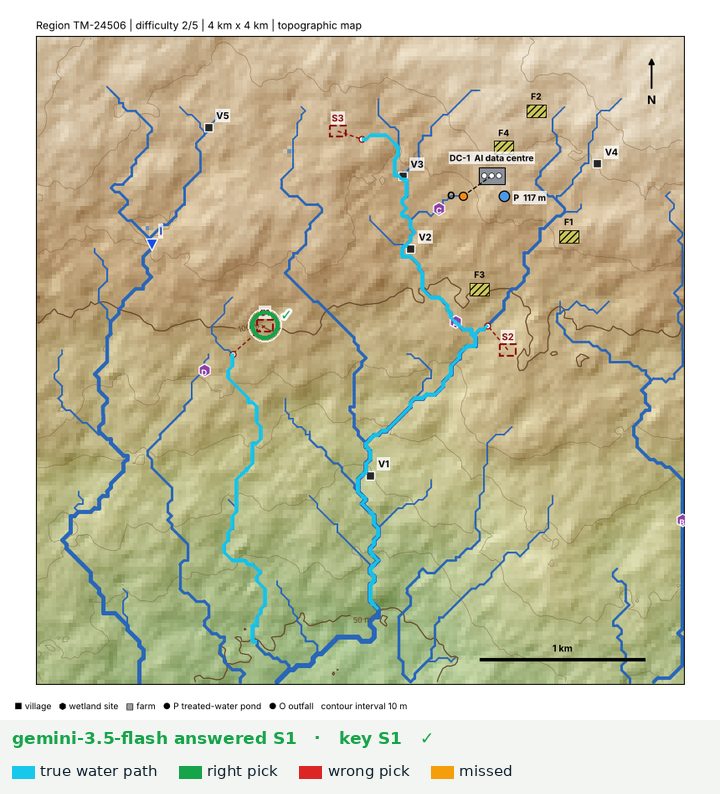 Region TM-24506 | difficulty 2/5 | 4 km x 4 km | topographic map
N
F2
S3
V5
F4
DC-1 AI data centre
V3
V4
P 117 m
O
C
F1
I
V2
F3
✓
S2
D
V1
B
50 m
1 km
■ village ⬢ wetland site ▨ farm ● P treated-water pond ● O outfall contour interval 10 m
gemini-3.5-flash answered S1 · key S1 ✓
true water path right pick wrong pick missed